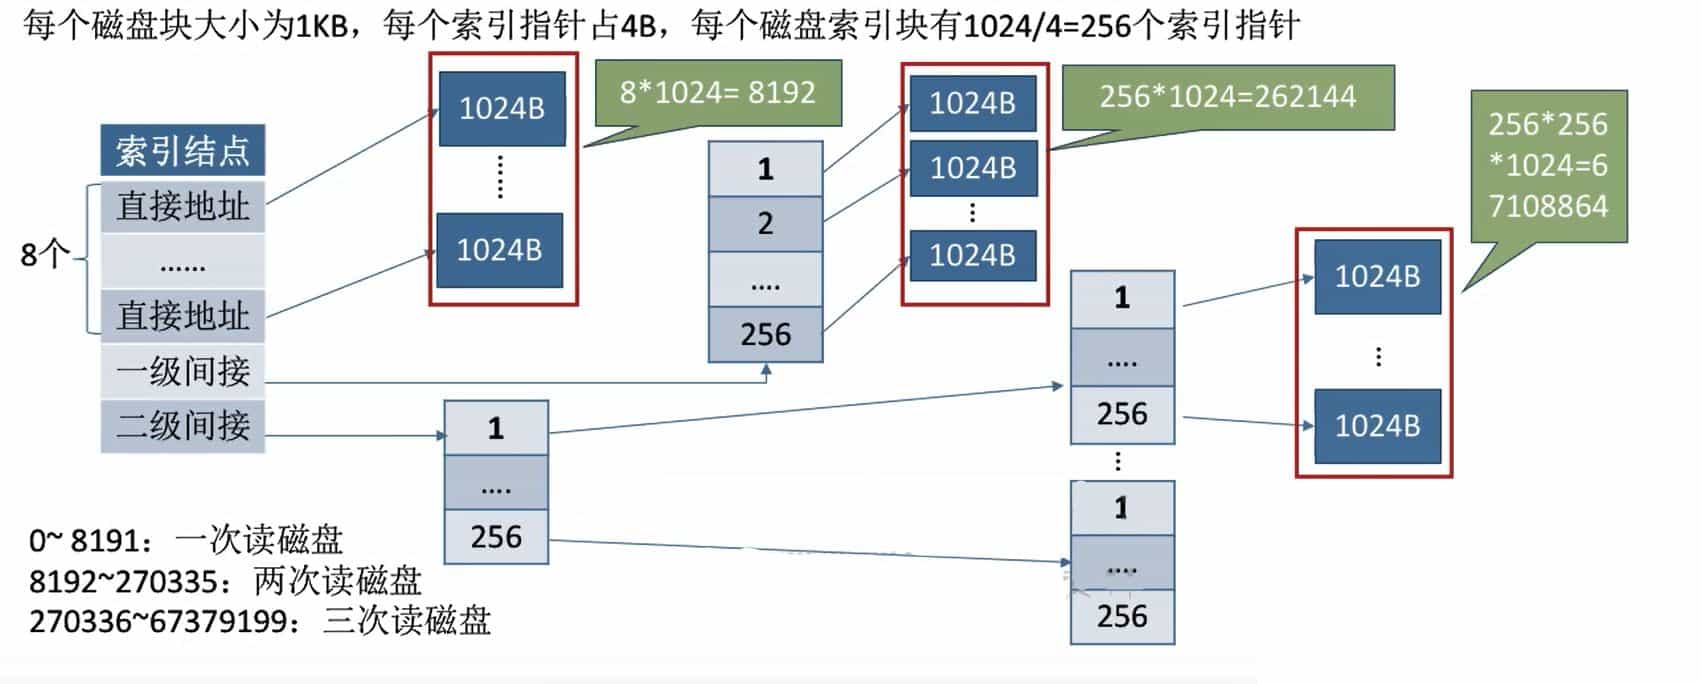 每个磁盘块大小为1KB，每个索引指针占4B，每个磁盘索引块有1024/4=256个索引指针
索引结点
8个
直接地址
......
直接地址
一级间接
二级间接
1024B
1024B
8*1024= 8192
1
2
....
256
1024B
1024B
1024B
256*1024=262144
1
....
256
1
....
256
1
....
256
1024B
1024B
256*256
*1024=6
7108864
0~ 8191：一次读磁盘
8192~270335：两次读磁盘
270336~67379199：三次读磁盘